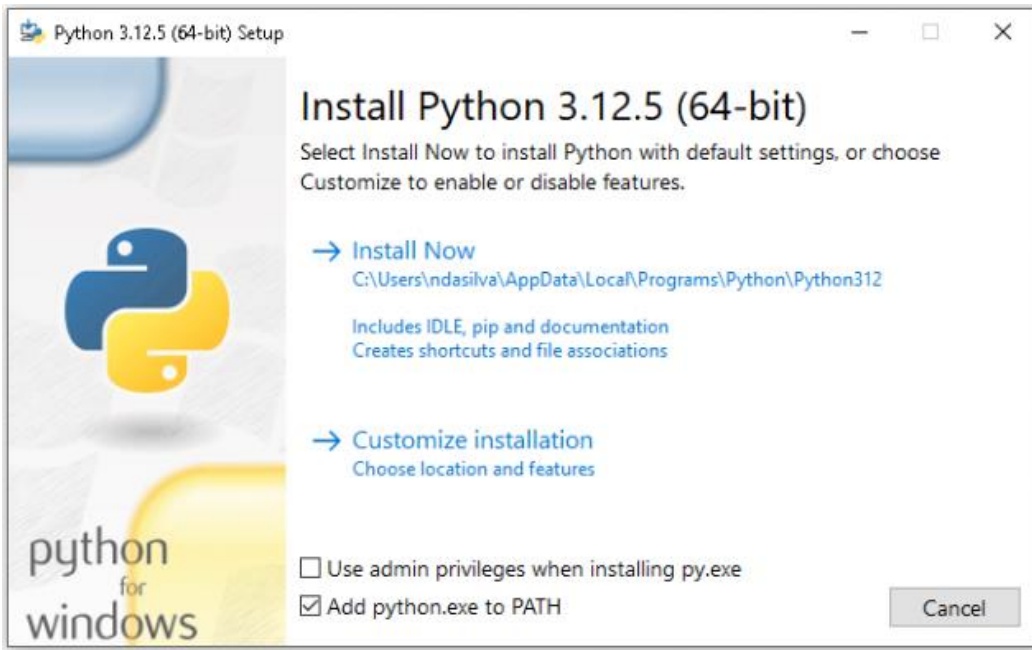 Python 3.12.5 (64-bit) Setup
Install Python 3.12.5 (64-bit)
Select Install Now to install Python with default settings, or choose
Customize to enable or disable features.
Install Now
C:\Users\ndasilva\AppData\Local\Programs\Python\Python312
Includes IDLE, pip and documentation
Creates shortcuts and file associations
Customize installation
Choose location and features
python
for
windows
Use admin privileges when installing py.exe
Add python.exe to PATH
Cancel